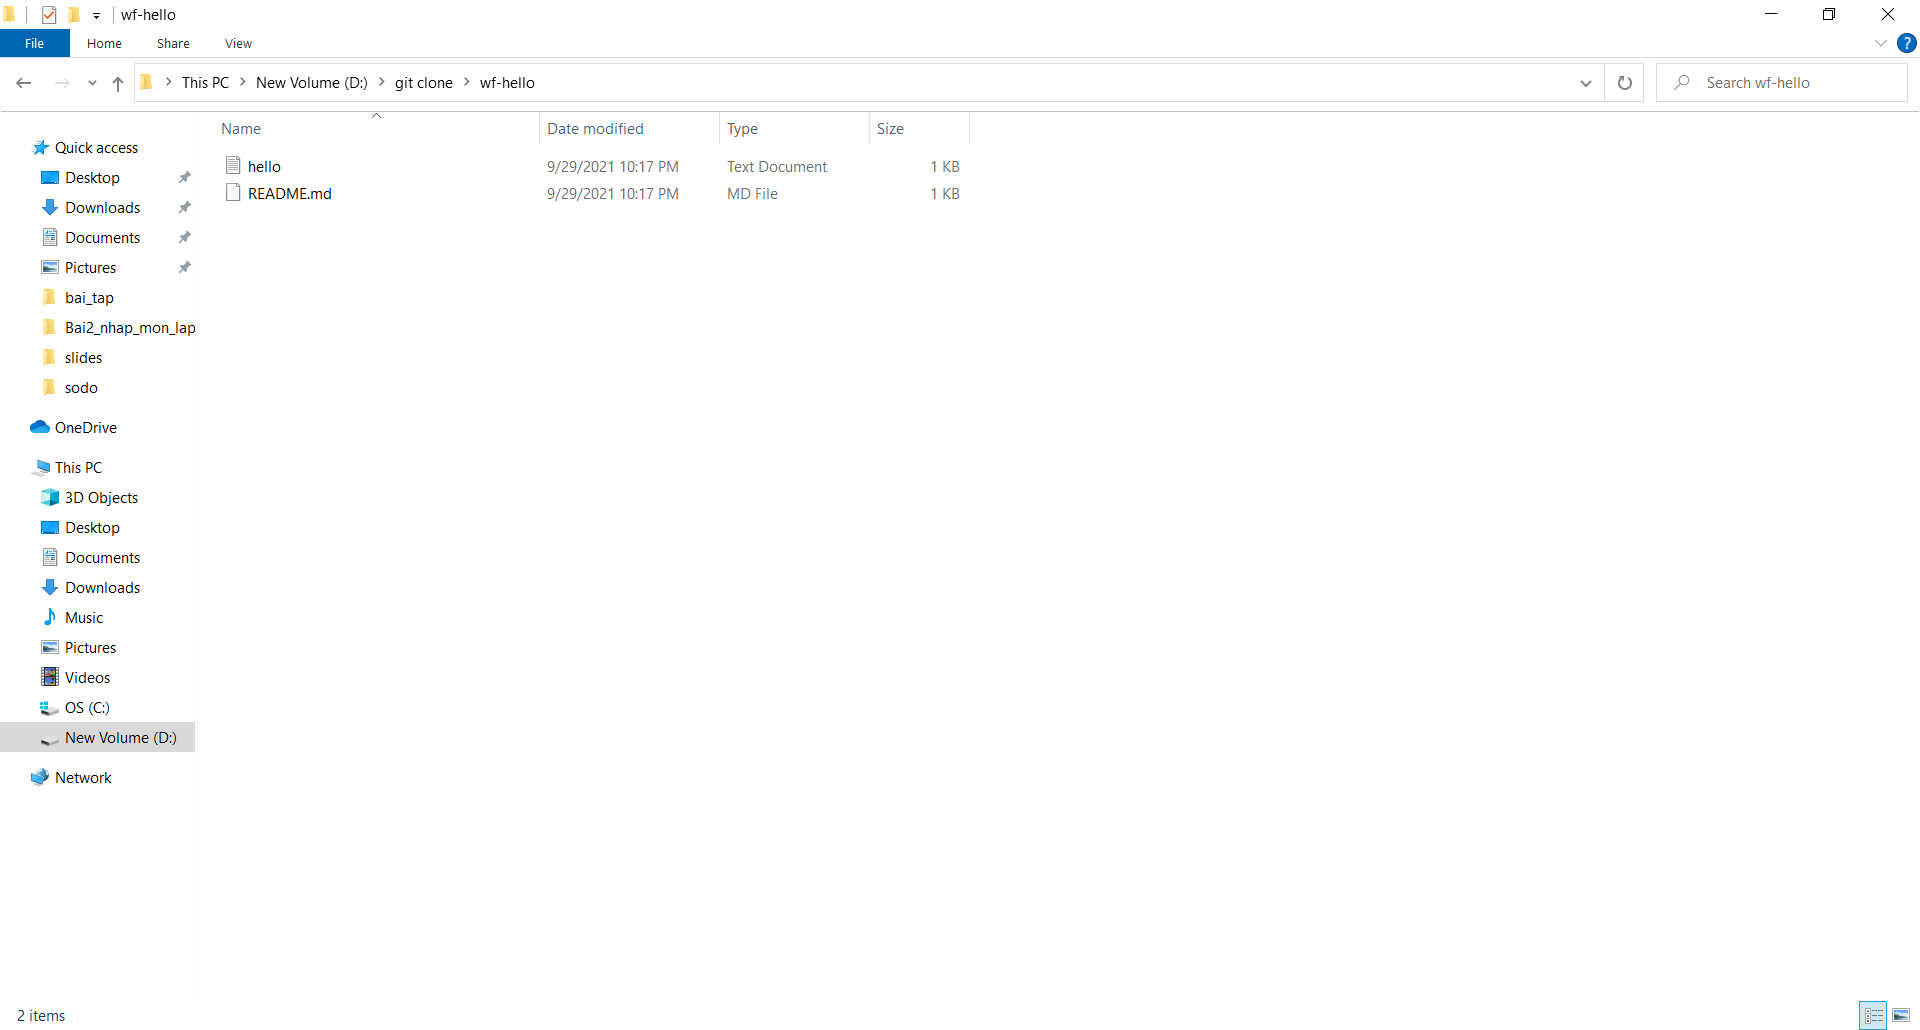 wf-hello
File Home Share View
This PC New Volume (D:) git clone wf-hello Search wf-hello
Name Date modified Type Size
hello 9/29/2021 10:17 PM Text Document 1 KB
README.md 9/29/2021 10:17 PM MD File 1 KB
Quick access
Desktop
Downloads
Documents
Pictures
bai_tap
Bai2_nhap_mon_lap
slides
sodo
OneDrive
This PC
3D Objects
Desktop
Documents
Downloads
Music
Pictures
Videos
OS (C:)
New Volume (D:)
Network
2 items